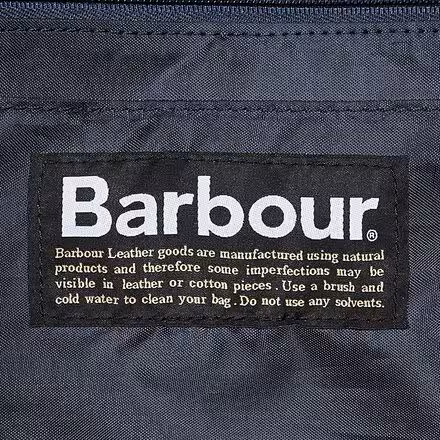 Barbour®
Barbour Leather goods are manufactured using natural
products and therefore some imperfections may be
visible in leather or cotton pieces. Use a brush and
cold water to clean your bag. Do not use any solvents.